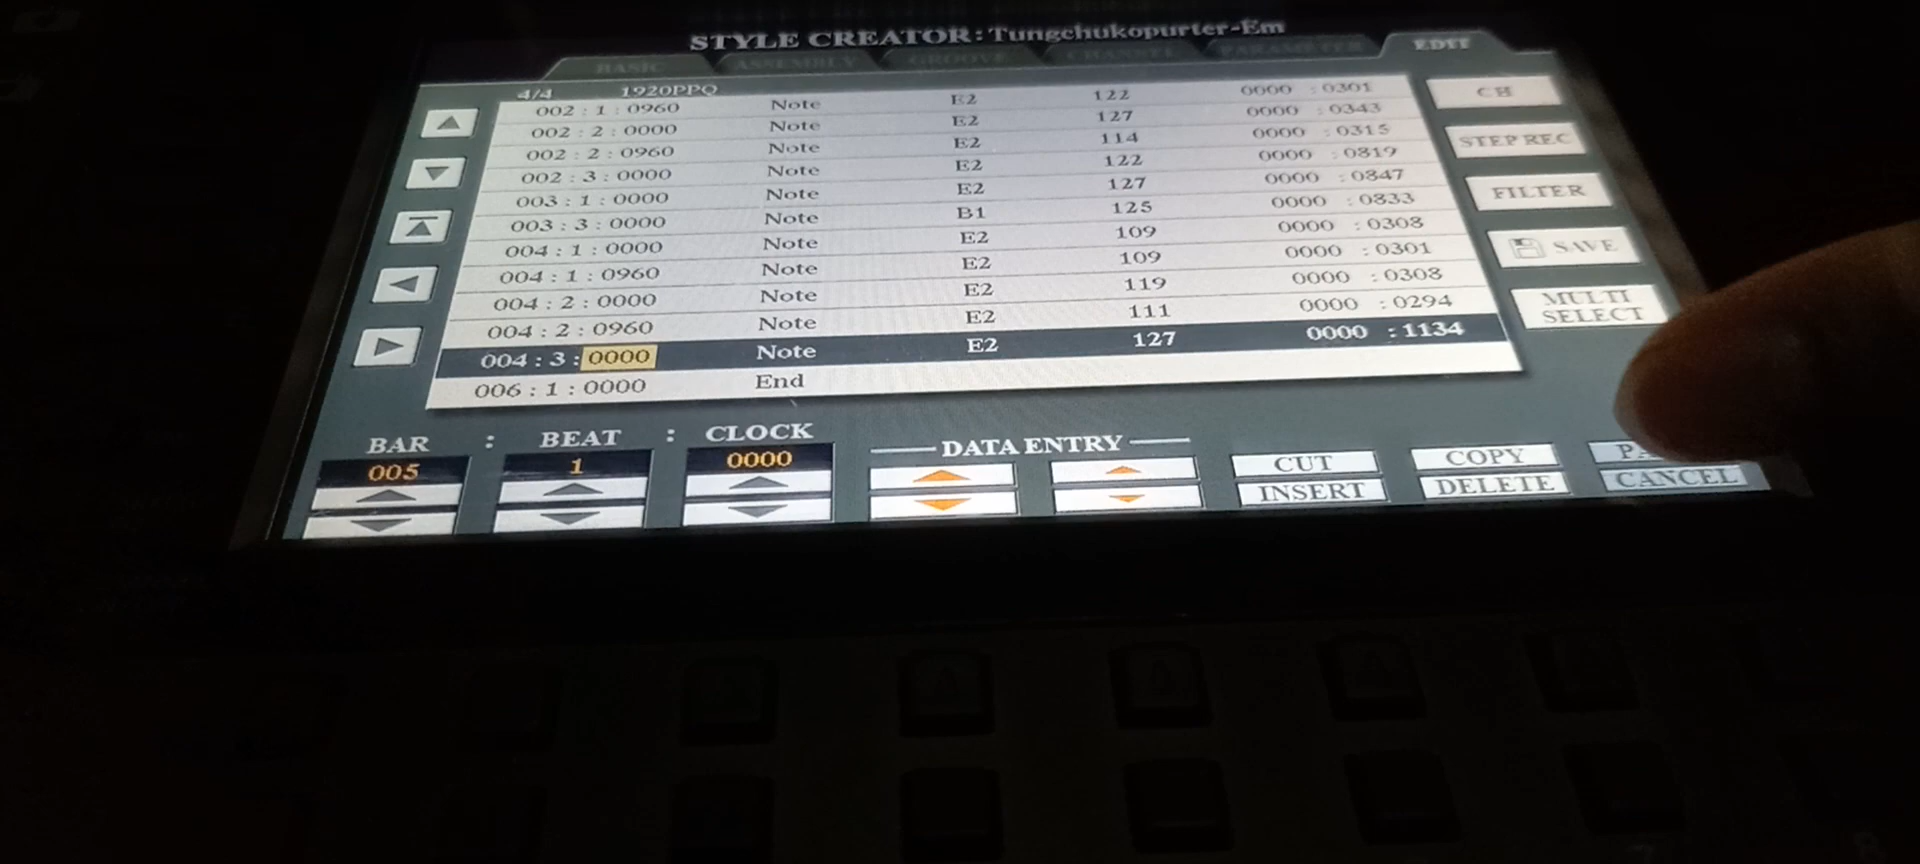 STYLE CREATOR : Tungchukopurter-Em
BASIC ASSEMBLY GROOVE CHANNEL PARAMETER EDIT
4/4 1920PPQ
002 : 1 : 0960 Note E2 122 0000 : 0301
002 : 2 : 0000 Note E2 127 0000 : 0343
002 : 2 : 0960 Note E2 114 0000 : 0315
002 : 3 : 0000 Note E2 122 0000 : 0819
003 : 1 : 0000 Note E2 127 0000 : 0847
003 : 3 : 0000 Note B1 125 0000 : 0833
004 : 1 : 0000 Note E2 109 0000 : 0308
004 : 1 : 0960 Note E2 109 0000 : 0301
004 : 2 : 0000 Note E2 119 0000 : 0308
004 : 2 : 0960 Note E2 111 0000 : 0294
004 : 3 : 0000 Note E2 127 0000 : 1134
006 : 1 : 0000 End
CH
STEP REC
FILTER
SAVE
MULTI
SELECT
BAR : BEAT : CLOCK
005 1 0000
DATA ENTRY
CUT COPY
INSERT DELETE CANCEL